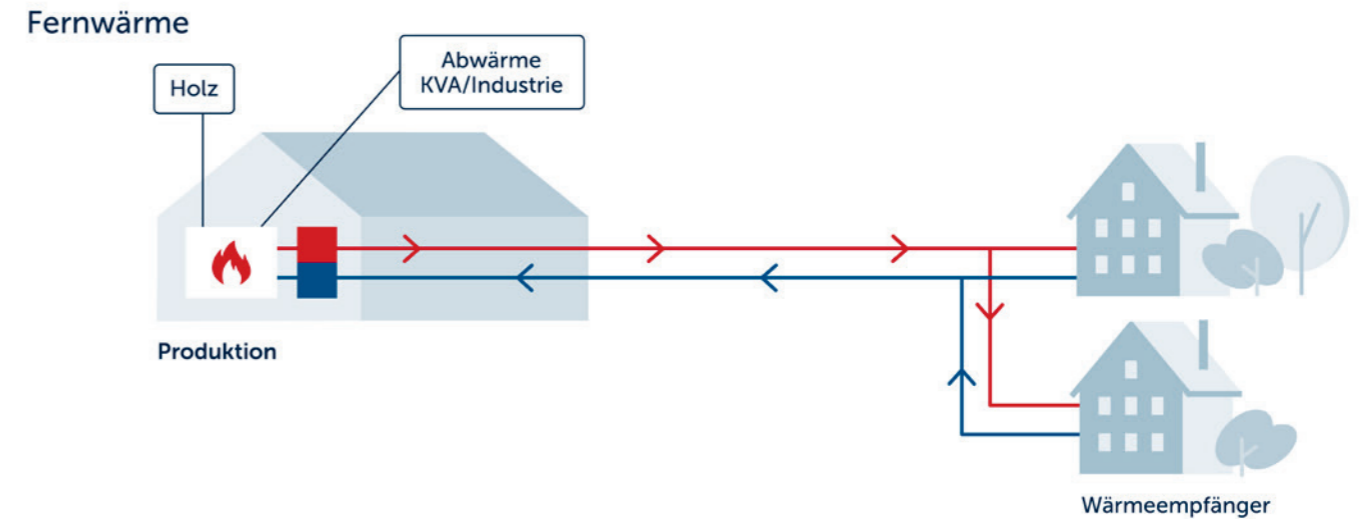 Fernwärme
Holz
Abwärme
KVA/Industrie
Produktion
Wärmeempfänger